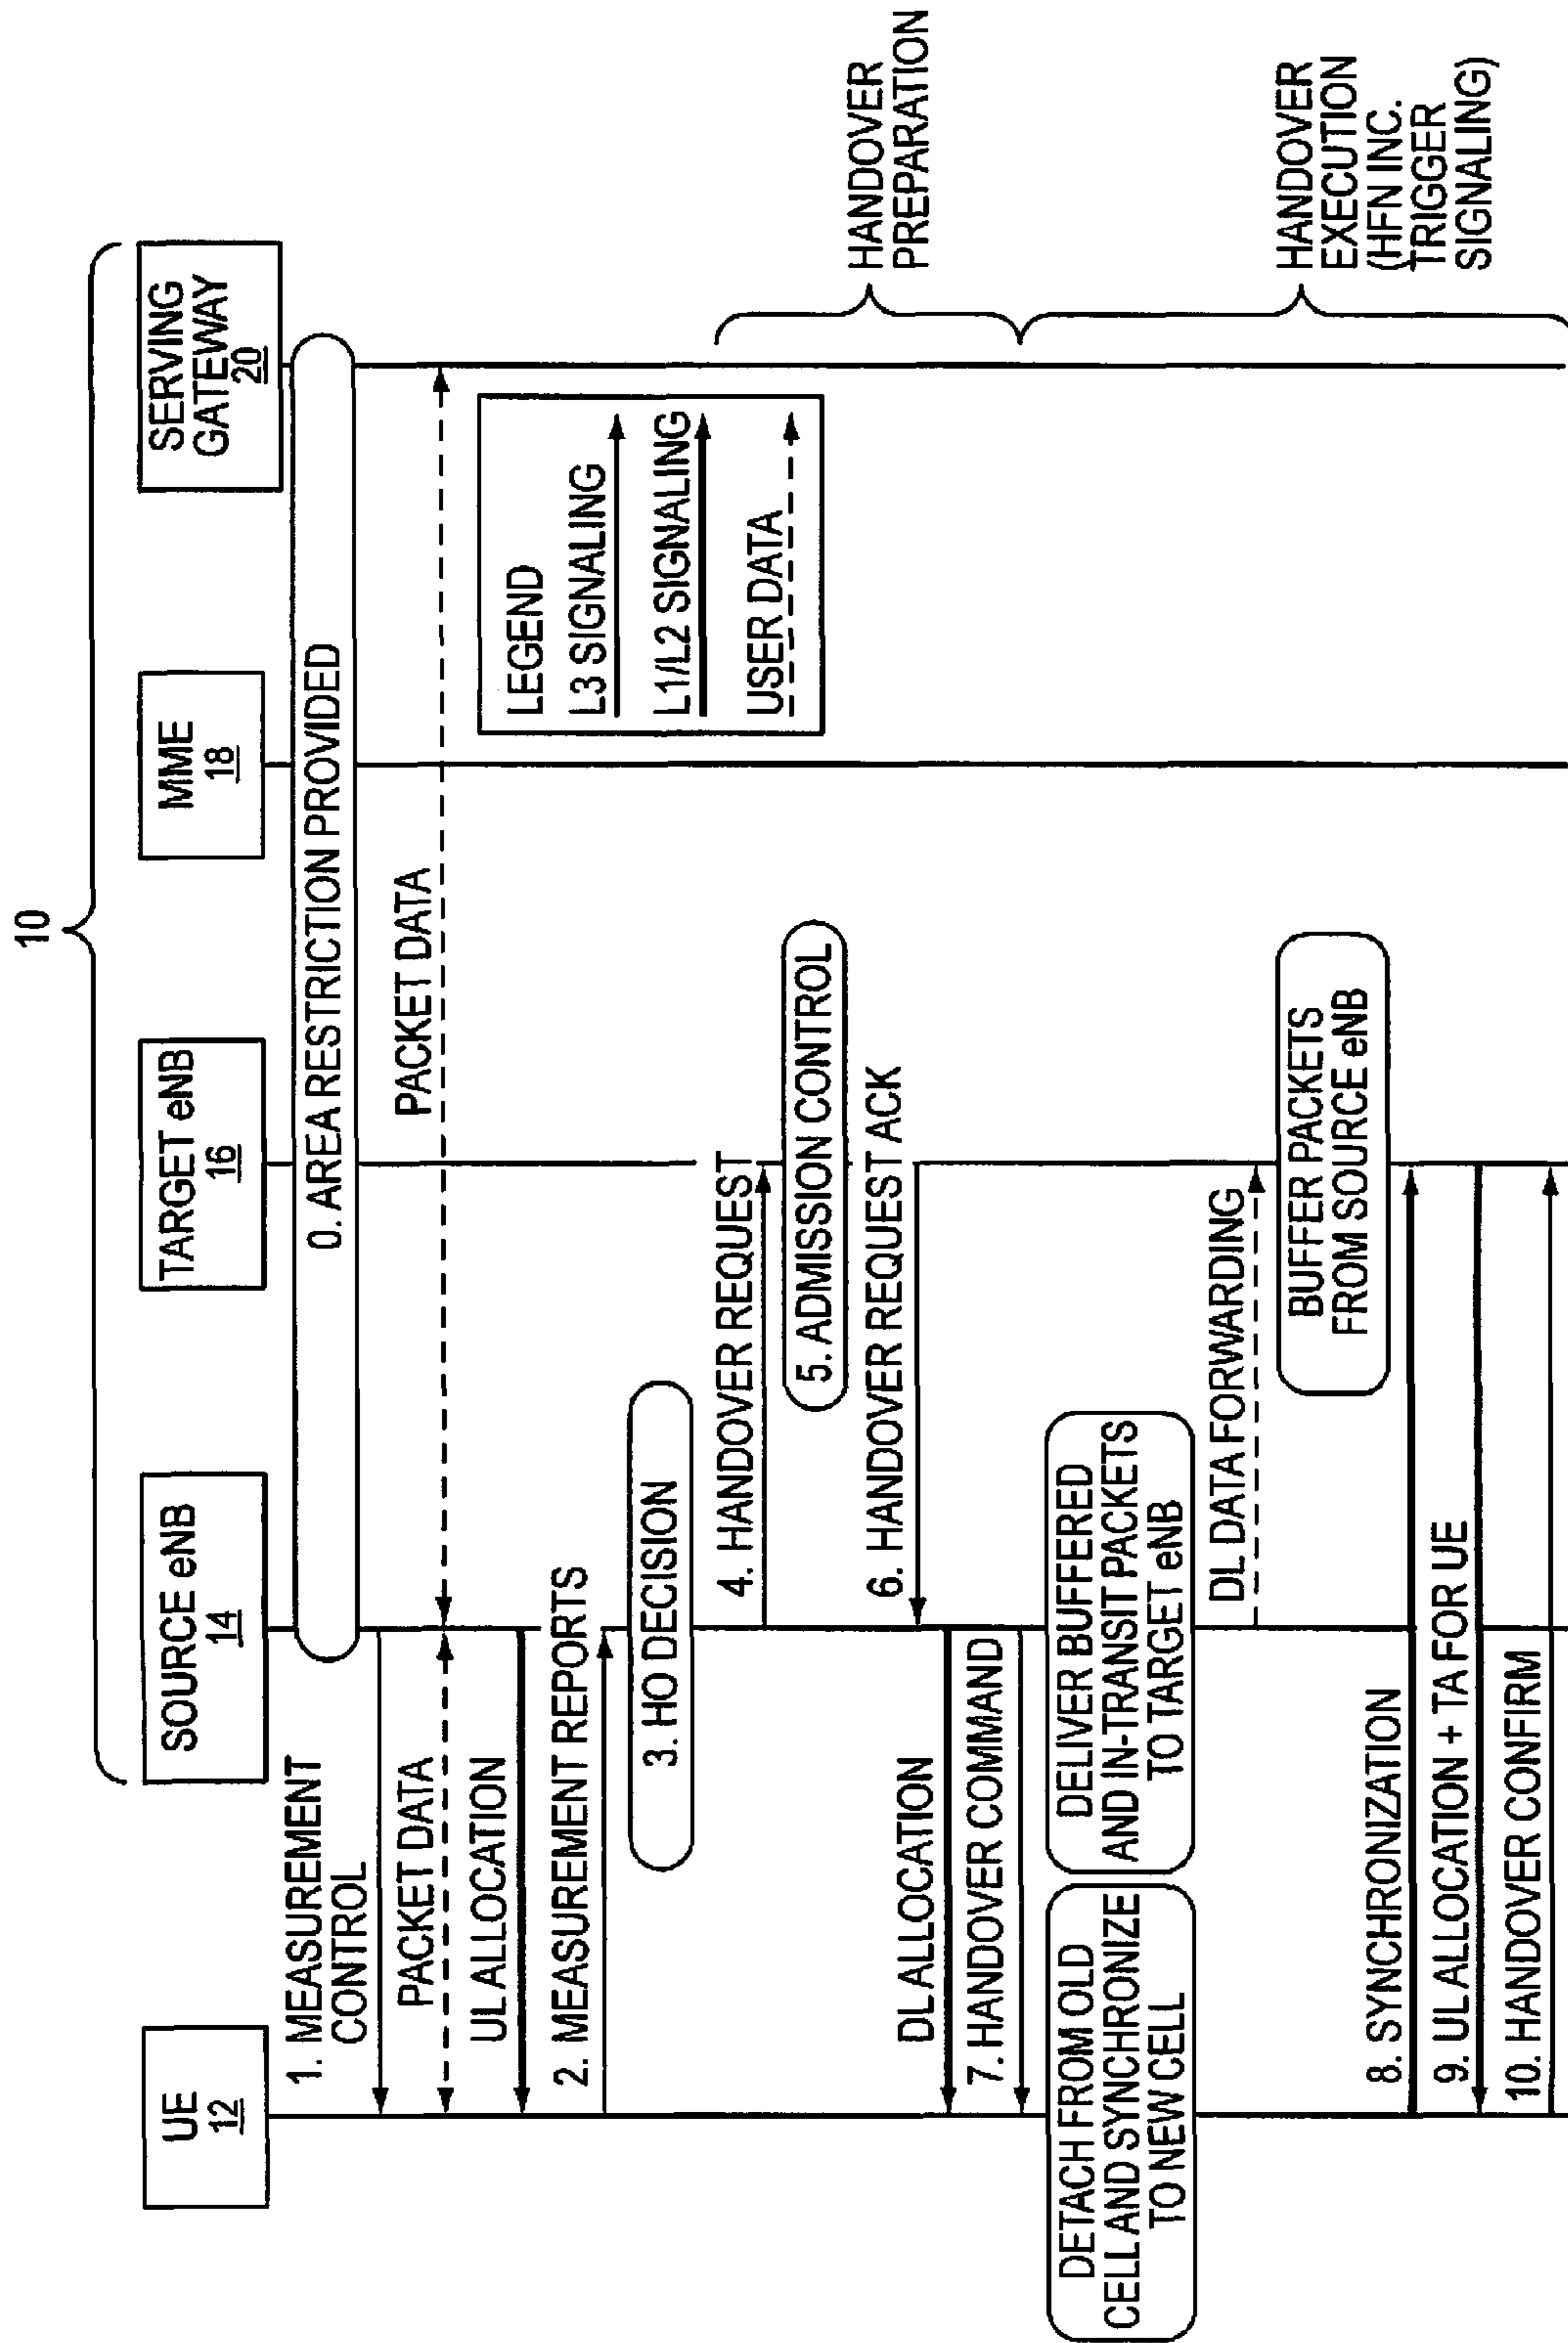 10
UE
12
SOURCE eNB
14
TARGET eNB
16
MME
18
SERVING
GATEWAY
20
0. AREA RESTRICTION PROVIDED
1. MEASUREMENT
CONTROL
PACKET DATA
PACKET DATA
UL ALLOCATION
2. MEASUREMENT REPORTS
LEGEND
L3 SIGNALING
L1/L2 SIGNALING
USER DATA
3. HO DECISION
4. HANDOVER REQUEST
5. ADMISSION CONTROL
6. HANDOVER REQUEST ACK
HANDOVER
PREPARATION
DL ALLOCATION
7. HANDOVER COMMAND
DETACH FROM OLD
CELL AND SYNCHRONIZE
TO NEW CELL
DELIVER BUFFERED
AND IN-TRANSIT PACKETS
TO TARGET eNB
DL DATA FORWARDING
BUFFER PACKETS
FROM SOURCE eNB
HANDOVER
EXECUTION
(HFN INC.
TRIGGER
SIGNALING)
8. SYNCHRONIZATION
9. UL ALLOCATION + TA FOR UE
10. HANDOVER CONFIRM